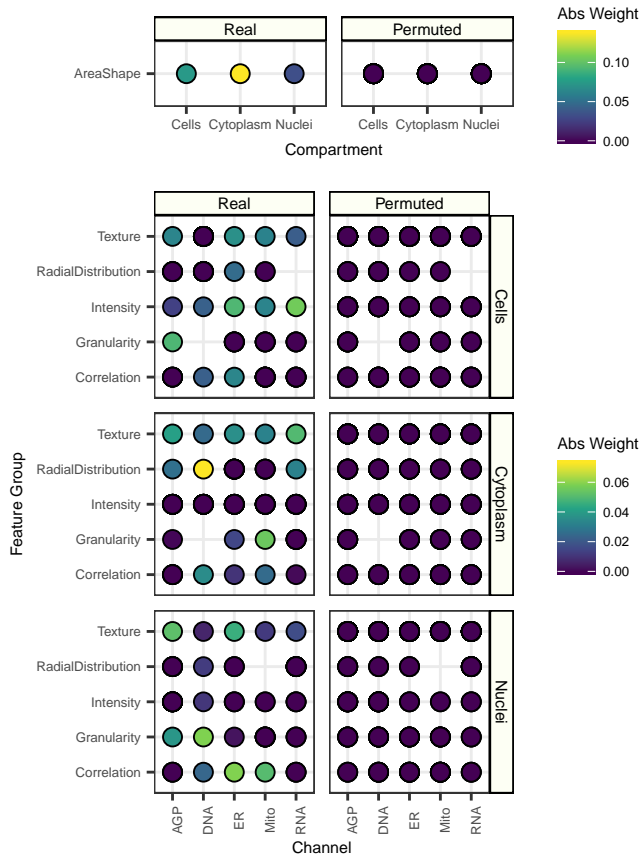 Real Permuted
AreaShape
Cells Cytoplasm Nuclei Cells Cytoplasm Nuclei
Compartment
Abs Weight
0.10
0.05
0.00
Real Permuted
Texture
RadialDistribution
Intensity
Granularity
Correlation
Cells
Texture
RadialDistribution
Intensity
Granularity
Correlation
Cytoplasm
Texture
RadialDistribution
Intensity
Granularity
Correlation
Nuclei
Feature Group
AGP DNA ER Mito RNA AGP DNA ER Mito RNA
Channel
Abs Weight
0.06
0.04
0.02
0.00